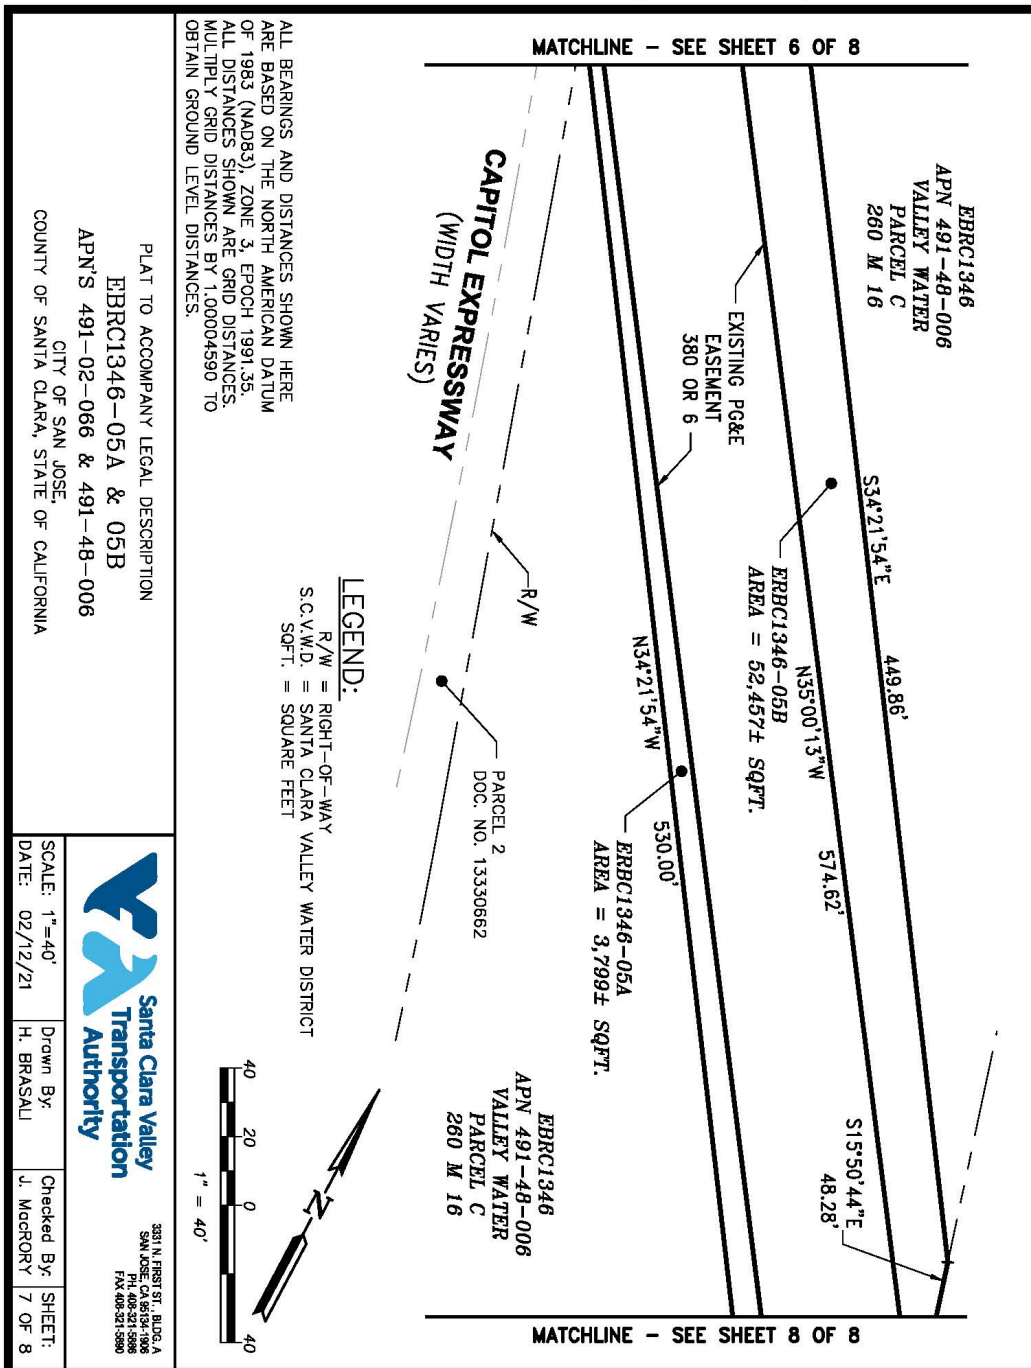 MATCHLINE - SEE SHEET 6 OF 8
EBRC1346
APN 491-48-006
VALLEY WATER
PARCEL C
260 M 16
S34°21'54"E
449.86'
EXISTING PG&E
EASEMENT
380 OR 6
ERBC1346-05B
AREA = 52,457± SQFT.
N35°00'13"W
574.62'
S15°50'44"E
48.28'
CAPITOL EXPRESSWAY
(WIDTH VARIES)
R/W
N34°21'54"W
530.00'
ERBC1346-05A
AREA = 3,799± SQFT.
PARCEL 2
DOC. NO. 13330662
EBRC1346
APN 491-48-006
VALLEY WATER
PARCEL C
260 M 16
MATCHLINE - SEE SHEET 8 OF 8
LEGEND:
R/W = RIGHT-OF-WAY
S.C.V.W.D. = SANTA CLARA VALLEY WATER DISTRICT
SQFT. = SQUARE FEET
ALL BEARINGS AND DISTANCES SHOWN HERE
ARE BASED ON THE NORTH AMERICAN DATUM
OF 1983 (NAD83), ZONE 3, EPOCH 1991.35.
ALL DISTANCES SHOWN ARE GRID DISTANCES.
MULTIPLY GRID DISTANCES BY 1.00004590 TO
OBTAIN GROUND LEVEL DISTANCES.
N
40 20 0 40
1" = 40'
PLAT TO ACCOMPANY LEGAL DESCRIPTION
EBRC1346-05A & 05B
APN'S 491-02-066 & 491-48-006
CITY OF SAN JOSE,
COUNTY OF SANTA CLARA, STATE OF CALIFORNIA
Santa Clara Valley
Transportation
Authority
3331 N. FIRST ST., BLDG. A
SAN JOSE, CA 95134-1906
PH. 408-321-5886
FAX 408-321-5890
SCALE: 1"=40'
DATE: 02/12/21
Drawn By:
H. BRASALI
Checked By:
J. MacRORY
SHEET:
7 OF 8